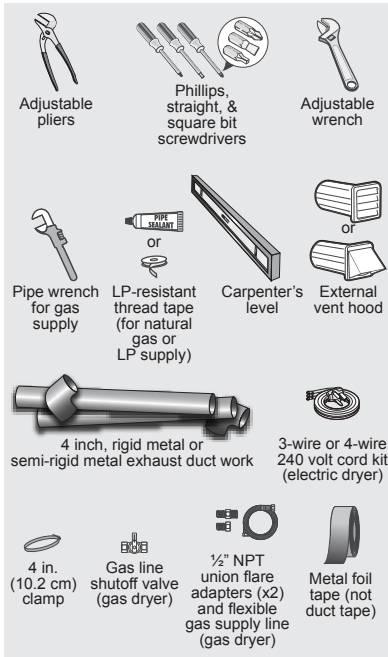 Adjustable
pliers
Phillips,
straight, &
square bit
screwdrivers
Adjustable
wrench
PIPE
SEALANT
or
or
Pipe wrench
for gas
supply
LP-resistant
thread tape
(for natural
gas or
LP supply)
Carpenter's
level
External
vent hood
4 inch, rigid metal or
semi-rigid metal exhaust duct work
3-wire or 4-wire
240 volt cord kit
(electric dryer)
4 in.
(10.2 cm)
clamp
Gas line
shutoff valve
(gas dryer)
½” NPT
union flare
adapters (x2)
and flexible
gas supply line
(gas dryer)
Metal foil
tape (not
duct tape)